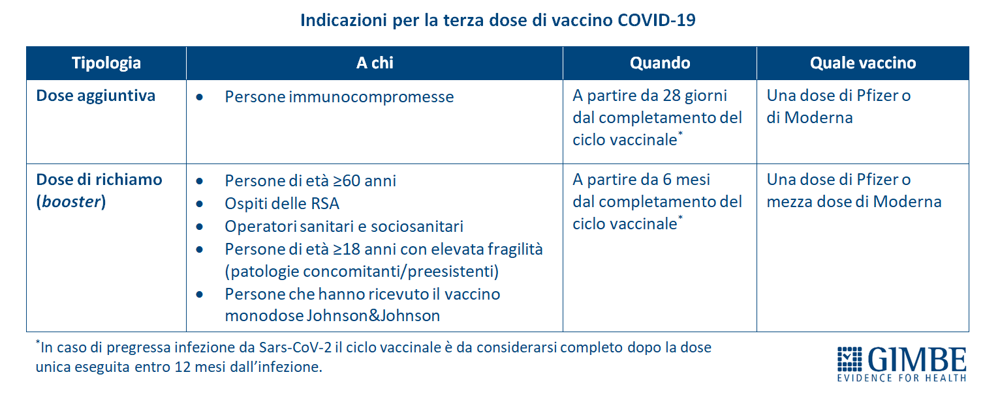 Indicazioni per la terza dose di vaccino COVID-19
Tipologia
A chi
Quando
Quale vaccino
Dose aggiuntiva
• Persone immunocompromesse
A partire da 28 giorni
dal completamento del
ciclo vaccinale*
Una dose di Pfizer o
di Moderna
Dose di richiamo
(booster)
• Persone di età ≥60 anni
• Ospiti delle RSA
• Operatori sanitari e sociosanitari
• Persone di età ≥18 anni con elevata fragilità
(patologie concomitanti/preesistenti)
• Persone che hanno ricevuto il vaccino
monodose Johnson&Johnson
A partire da 6 mesi
dal completamento del
ciclo vaccinale*
Una dose di Pfizer o
mezza dose di Moderna
*In caso di pregressa infezione da Sars-CoV-2 il ciclo vaccinale è da considerarsi completo dopo la dose
unica eseguita entro 12 mesi dall’infezione.
GIMBE
EVIDENCE FOR HEALTH